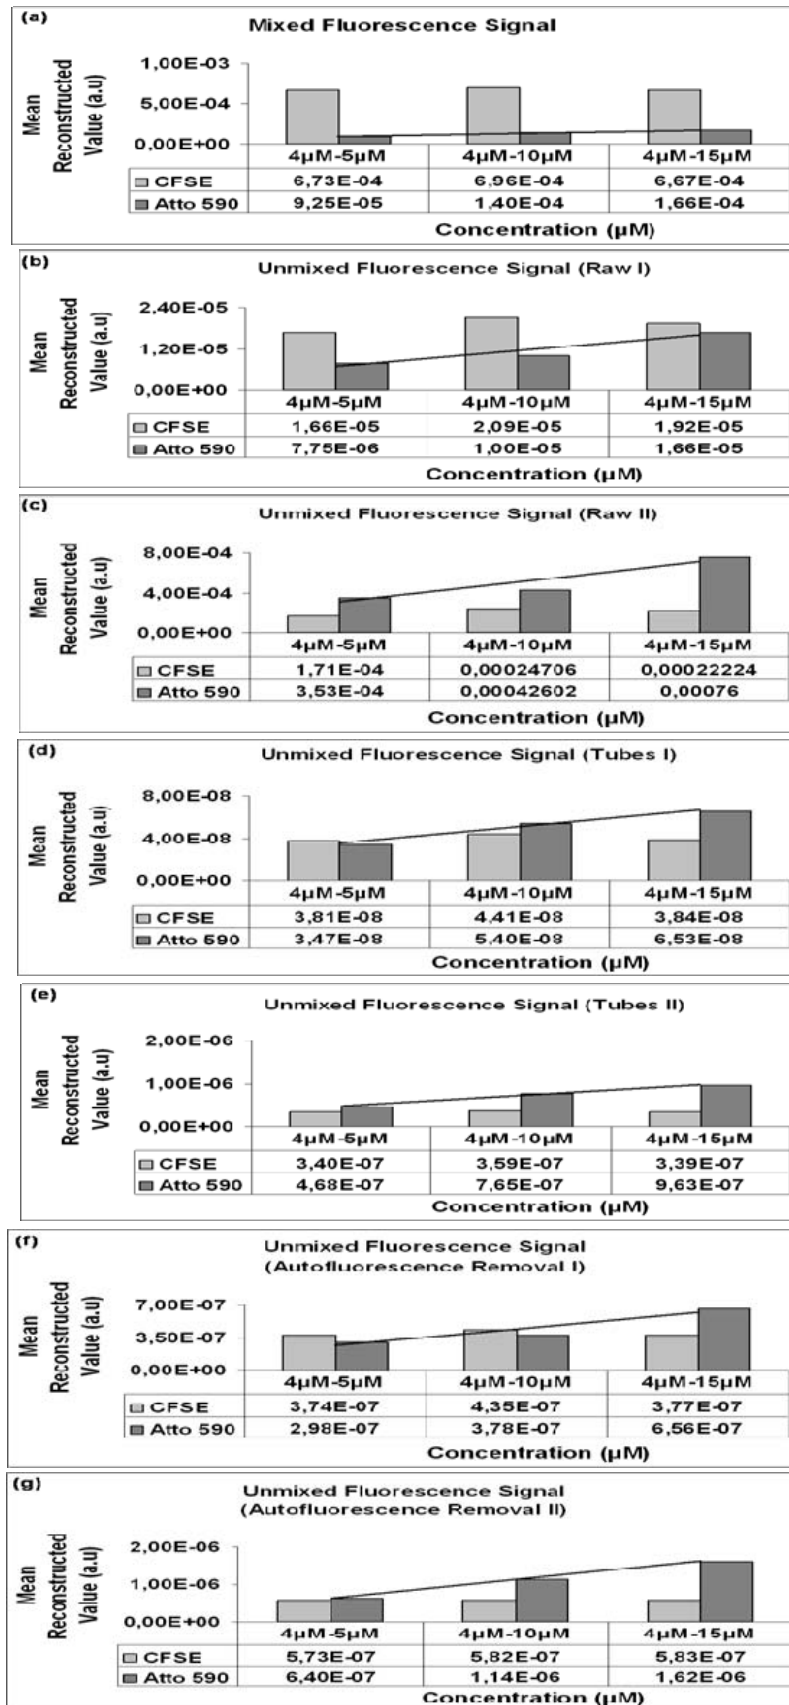 (a)
Mixed Fluorescence Signal
Mean
Reconstructed
Value (a.u)
1,00E-03
5,00E-04
0,00E+00
4µM-5µM 4µM-10µM 4µM-15µM
CFSE 6,73E-04 6,96E-04 6,67E-04
Atto 590 9,25E-05 1,40E-04 1,66E-04
Concentration (µM)
(b)
Unmixed Fluorescence Signal (Raw I)
Mean
Reconstructed
Value (a.u)
2,40E-05
1,20E-05
0,00E+00
4µM-5µM 4µM-10µM 4µM-15µM
CFSE 1,66E-05 2,09E-05 1,92E-05
Atto 590 7,75E-06 1,00E-05 1,66E-05
Concentration (µM)
(c)
Unmixed Fluorescence Signal (Raw II)
Mean
Reconstructed
Value (a.u)
8,00E-04
4,00E-04
0,00E+00
4µM-5µM 4µM-10µM 4µM-15µM
CFSE 1,71E-04 0,00024706 0,00022224
Atto 590 3,53E-04 0,00042602 0,00076
Concentration (µM)
(d)
Unmixed Fluorescence Signal (Tubes I)
Mean
Reconstructed
Value (a.u)
8,00E-08
4,00E-08
0,00E+00
4µM-5µM 4µM-10µM 4µM-15µM
CFSE 3,81E-08 4,41E-08 3,84E-08
Atto 590 3,47E-08 5,40E-08 6,53E-08
Concentration (µM)
(e)
Unmixed Fluorescence Signal (Tubes II)
Mean
Reconstructed
Value (a.u)
2,00E-06
1,00E-06
0,00E+00
4µM-5µM 4µM-10µM 4µM-15µM
CFSE 3,40E-07 3,59E-07 3,39E-07
Atto 590 4,68E-07 7,65E-07 9,63E-07
Concentration (µM)
(f)
Unmixed Fluorescence Signal
(Autofluorescence Removal I)
Mean
Reconstructed
Value (a.u)
7,00E-07
3,50E-07
0,00E+00
4µM-5µM 4µM-10µM 4µM-15µM
CFSE 3,74E-07 4,35E-07 3,77E-07
Atto 590 2,98E-07 3,78E-07 6,56E-07
Concentration (µM)
(g)
Unmixed Fluorescence Signal
(Autofluorescence Removal II)
Mean
Reconstructed
Value (a.u)
2,00E-06
1,00E-06
0,00E+00
4µM-5µM 4µM-10µM 4µM-15µM
CFSE 5,73E-07 5,82E-07 5,83E-07
Atto 590 6,40E-07 1,14E-06 1,62E-06
Concentration (µM)